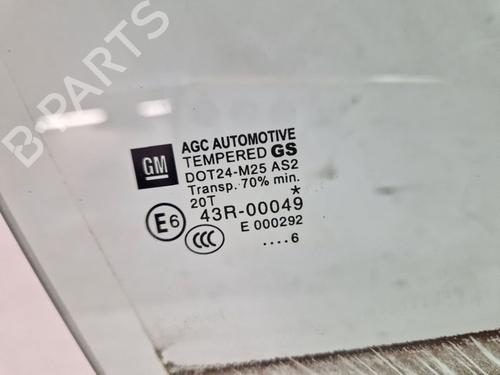 B-PARTS
GM
AGC AUTOMOTIVE
TEMPERED GS
DOT24-M25 AS2
Transp. 70% min.
20T *
E6 43R-00049
CCC E 000292
....6